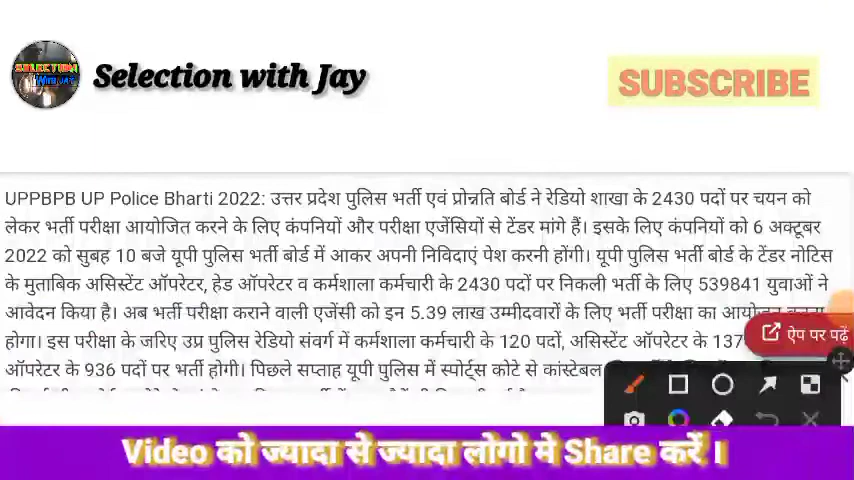 SELECTION
WITH JAY
Selection with Jay
SUBSCRIBE
UPPBPB UP Police Bharti 2022: उत्तर प्रदेश पुलिस भर्ती एवं प्रोन्नति बोर्ड ने रेडियो शाखा के 2430 पदों पर चयन को
लेकर भर्ती परीक्षा आयोजित करने के लिए कंपनियों और परीक्षा एजेंसियों से टेंडर मांगे हैं। इसके लिए कंपनियों को 6 अक्टूबर
2022 को सुबह 10 बजे यूपी पुलिस भर्ती बोर्ड में आकर अपनी निविदाएं पेश करनी होंगी। यूपी पुलिस भर्ती बोर्ड के टेंडर नोटिस
के मुताबिक असिस्टेंट ऑपरेटर, हेड ऑपरेटर व कर्मशाला कर्मचारी के 2430 पदों पर निकली भर्ती के लिए 539841 युवाओं ने
आवेदन किया है। अब भर्ती परीक्षा कराने वाली एजेंसी को इन 5.39 लाख उम्मीदवारों के लिए भर्ती परीक्षा का आयोजन करना
होगा। इस परीक्षा के जरिए उप्र पुलिस रेडियो संवर्ग में कर्मशाला कर्मचारी के 120 पदों, असिस्टेंट ऑपरेटर के 137
ऐप पर पढ़ें
ऑपरेटर के 936 पदों पर भर्ती होगी। पिछले सप्ताह यूपी पुलिस में स्पोर्ट्स कोटे से कांस्टेबल
Video को ज्यादा से ज्यादा लोगो मे Share करें ।